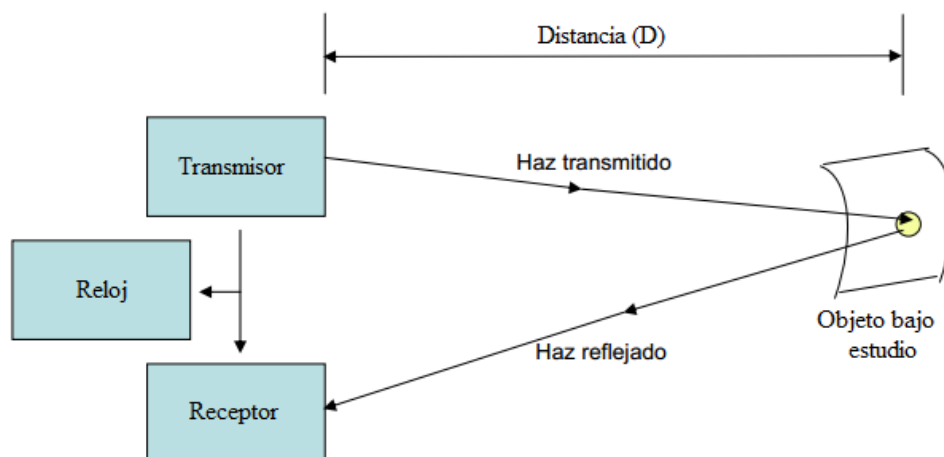 Distancia (D)
Transmisor
Haz transmitido
Reloj
Objeto bajo
estudio
Haz reflejado
Receptor